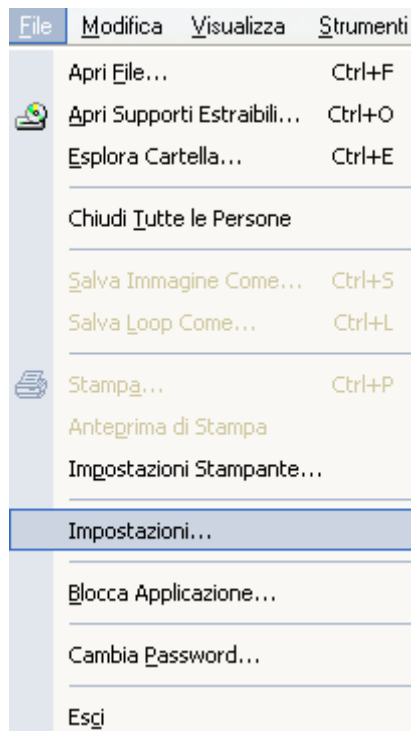 File Modifica Visualizza Strumenti
Apri File... Ctrl+F
Apri Supporti Estraibili... Ctrl+O
Esplora Cartella... Ctrl+E
Chiudi Tutte le Persone
Salva Immagine Come... Ctrl+S
Salva Loop Come... Ctrl+L
Stampa... Ctrl+P
Anteprima di Stampa
Impostazioni Stampante...
Impostazioni...
Blocca Applicazione...
Cambia Password...
Esci